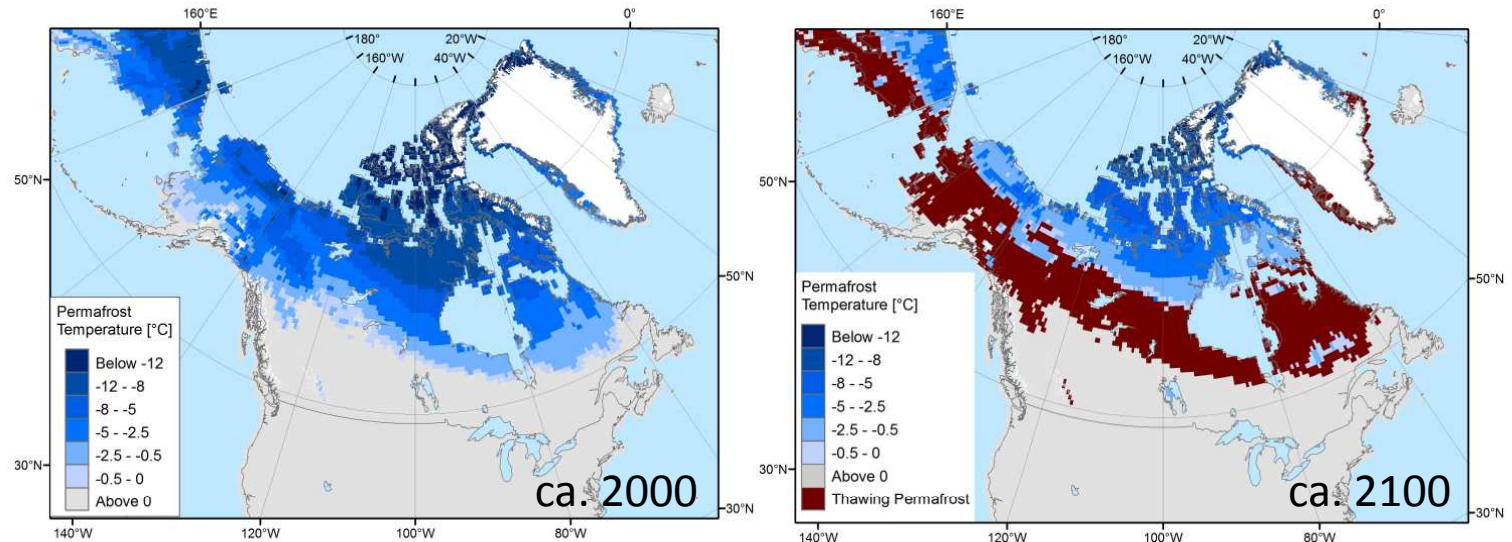 160°E
0°
180°
160°W
20°W
40°W
50°N
50°N
Permafrost
Temperature [°C]
Below -12
-12 - -8
-8 - -5
-5 - -2.5
-2.5 - -0.5
-0.5 - 0
Above 0
30°N
30°N
ca. 2000
140°W
120°W
100°W
80°W
160°E
0°
180°
160°W
20°W
40°W
50°N
50°N
Permafrost
Temperature [°C]
Below -12
-12 - -8
-8 - -5
-5 - -2.5
-2.5 - -0.5
-0.5 - 0
Above 0
Thawing Permafrost
30°N
30°N
ca. 2100
140°W
120°W
100°W
80°W